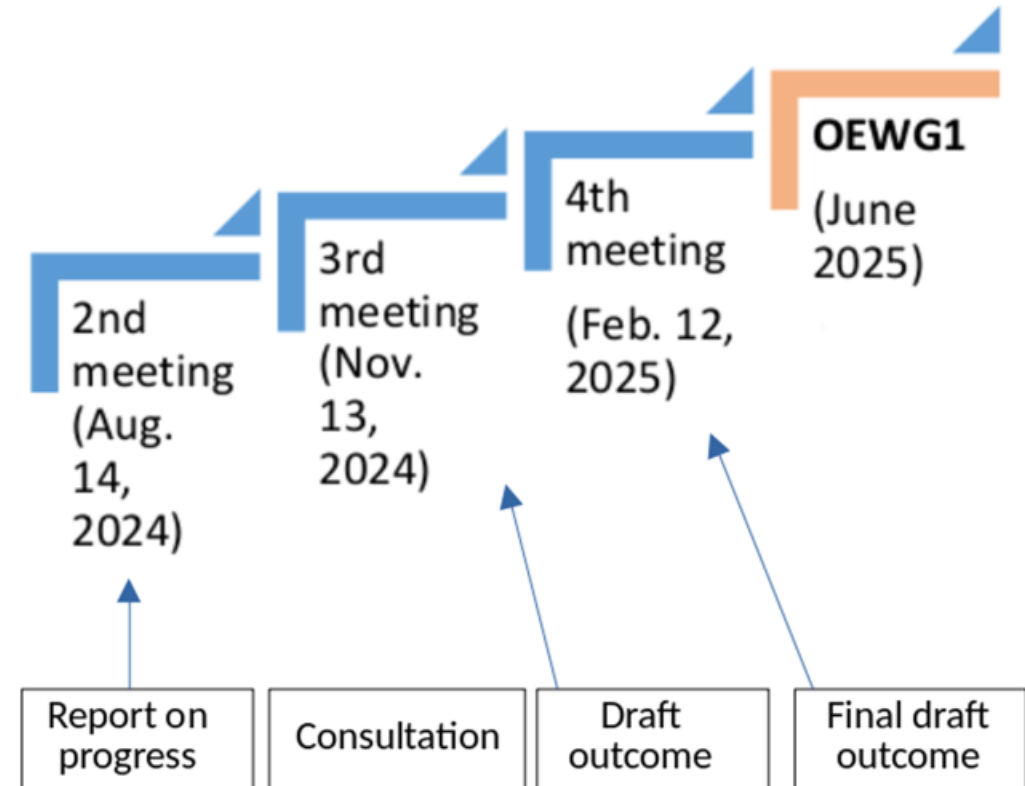 2nd
meeting
(Aug.
14,
2024)
3rd
meeting
(Nov.
13,
2024)
4th
meeting
(Feb. 12,
2025)
OEWG1
(June
2025)
Report on
progress
Consultation
Draft
outcome
Final draft
outcome